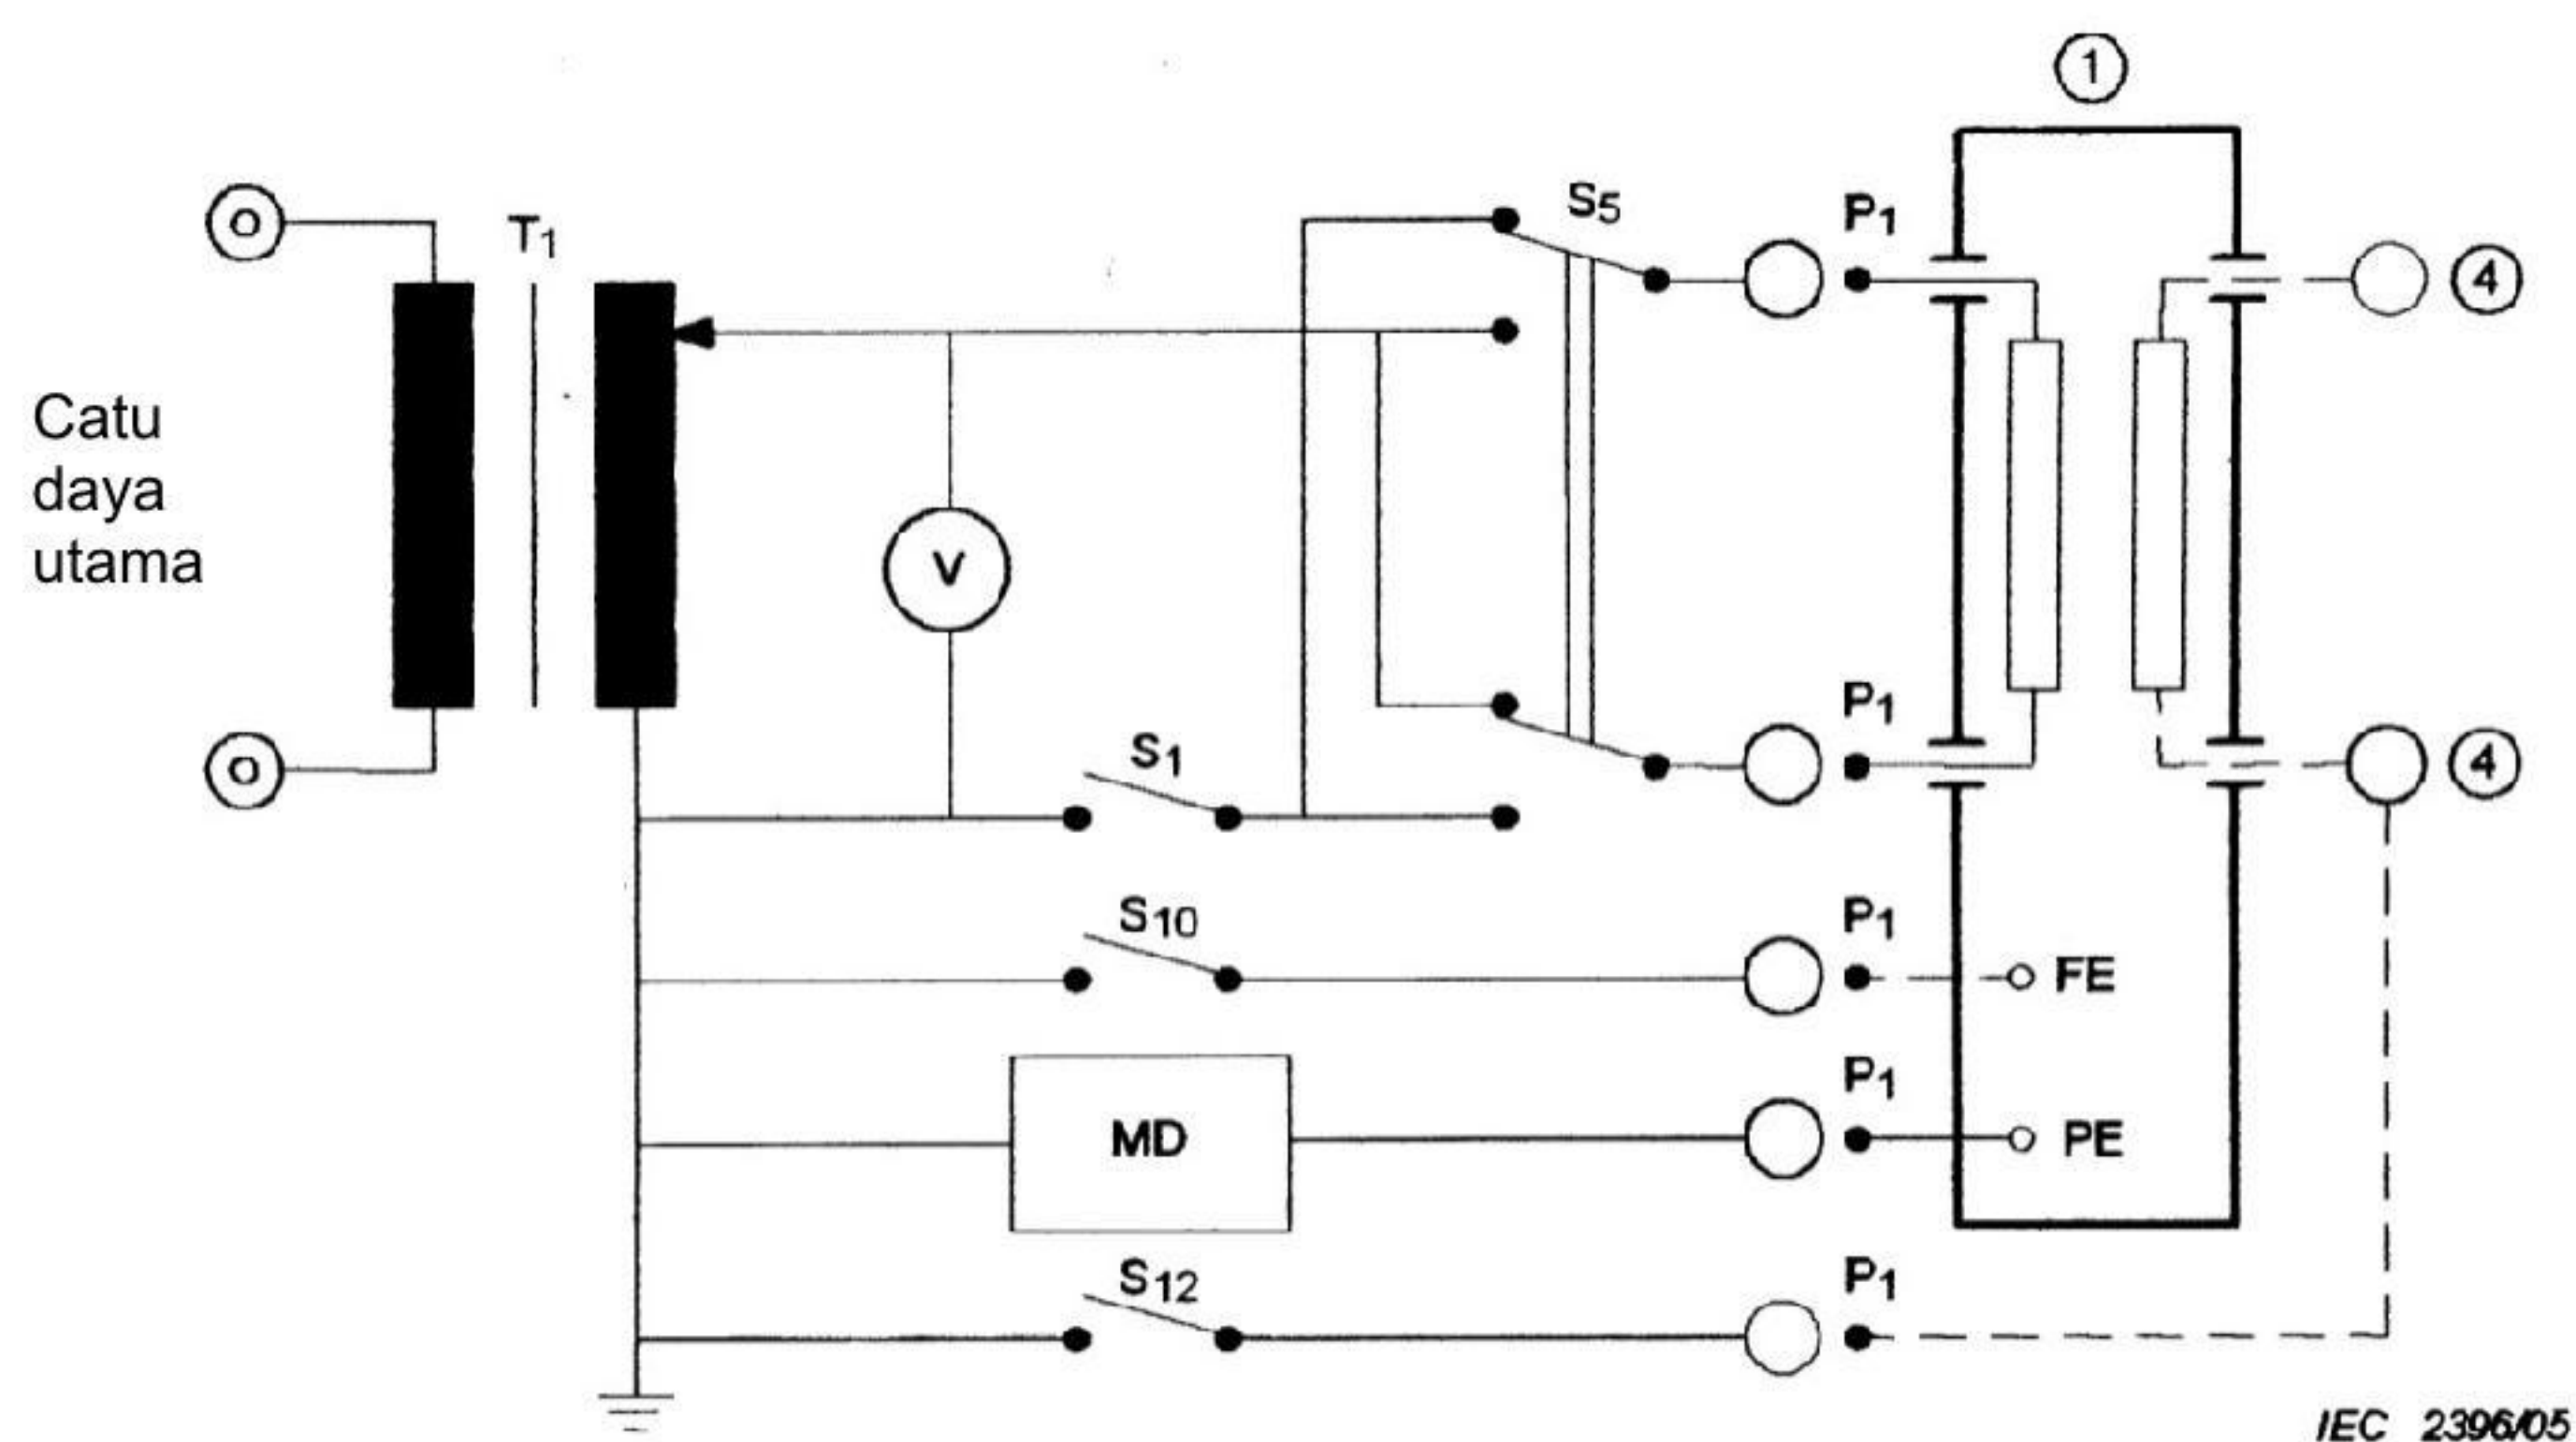 1
S5
P1
T1
4
Catu
daya
utama
V
P1
S1
4
S10
P1
FE
P1
MD
PE
S12
P1
IEC 2396/05